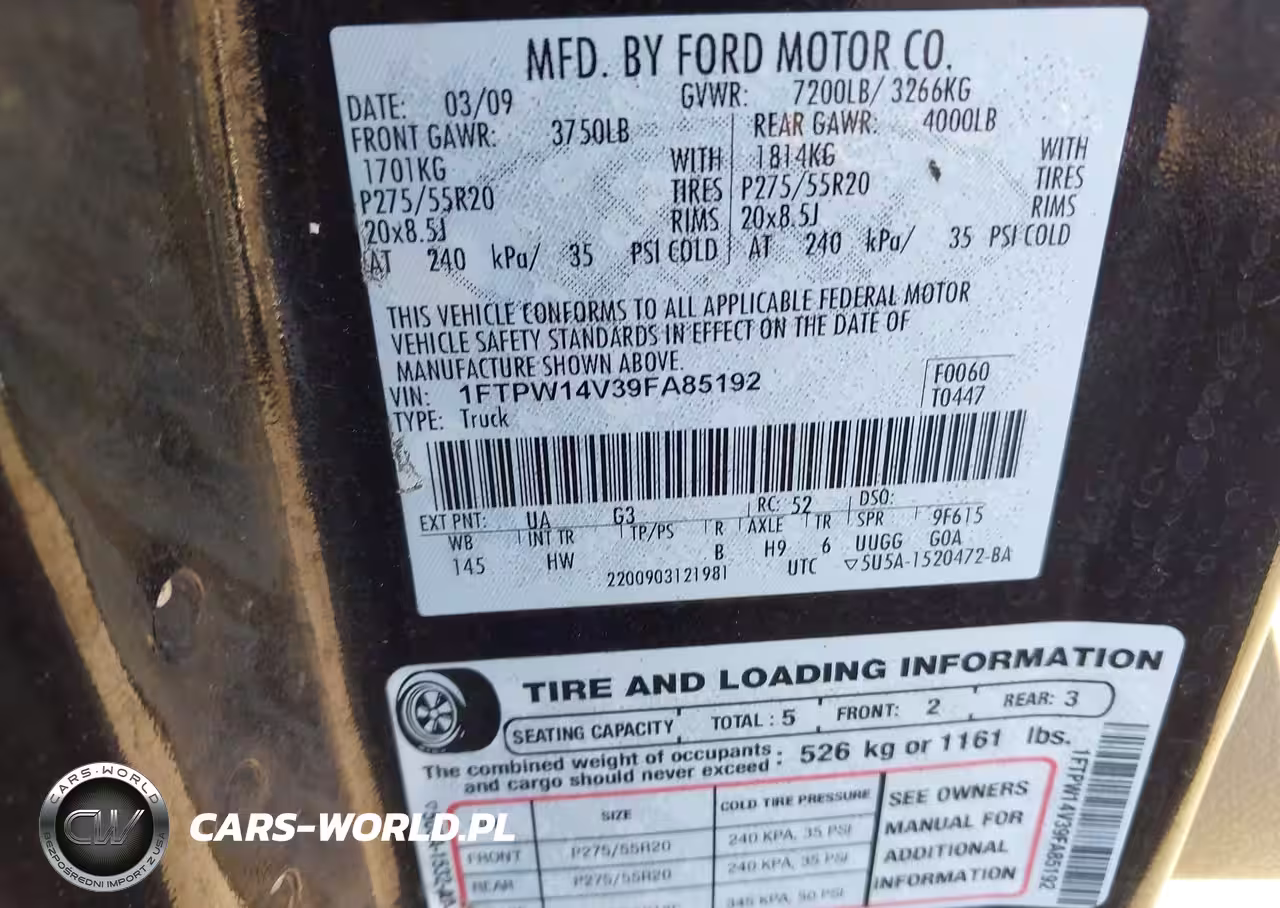 MFD. BY FORD MOTOR CO.
DATE: 03/09 GVWR: 7200LB/ 3266KG
FRONT GAWR: 3750LB REAR GAWR: 4000LB
1701KG WITH 1814KG WITH
P275/55R20 TIRES P275/55R20 TIRES
20x8.5J RIMS 20x8.5J RIMS
AT 240 kPa/ 35 PSI COLD AT 240 kPa/ 35 PSI COLD
THIS VEHICLE CONFORMS TO ALL APPLICABLE FEDERAL MOTOR
VEHICLE SAFETY STANDARDS IN EFFECT ON THE DATE OF
MANUFACTURE SHOWN ABOVE.
VIN: 1FTPW14V39FA85192 F0060
TYPE: Truck T0447
EXT PNT: UA G3 RC: 52 DSO:
WB INT TR TP/PS R AXLE TR SPR 9F615
145 HW B H9 6 UUGG G0A
2200903121981 UTC ▽5U5A-1520472-BA
TIRE AND LOADING INFORMATION
SEATING CAPACITY TOTAL : 5 FRONT: 2 REAR: 3
The combined weight of occupants : 526 kg or 1161 lbs.
and cargo should never exceed
SIZE COLD TIRE PRESSURE SEE OWNERS
FRONT P275/55R20 240 KPA, 35 PSI MANUAL FOR
REAR P275/55R20 240 KPA, 35 PSI ADDITIONAL
INFORMATION
1FTPW14V39FA85192
CARS-WORLD
CW
BEZPOŚREDNI IMPORT Z USA
CARS-WORLD.PL